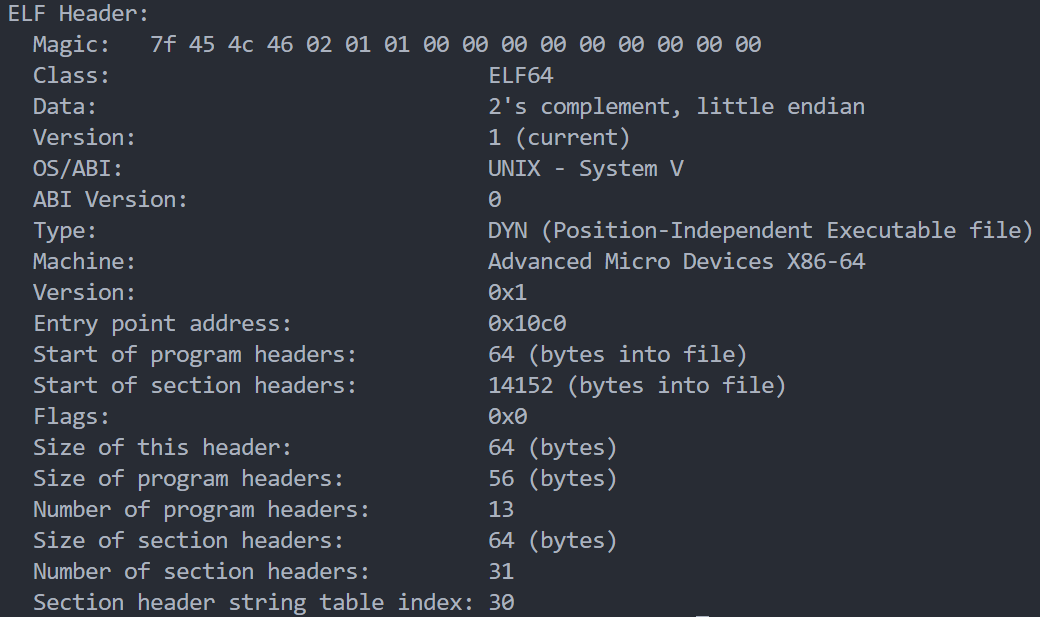 ELF Header:
  Magic:   7f 45 4c 46 02 01 01 00 00 00 00 00 00 00 00 00
  Class:                             ELF64
  Data:                              2's complement, little endian
  Version:                           1 (current)
  OS/ABI:                            UNIX - System V
  ABI Version:                       0
  Type:                              DYN (Position-Independent Executable file)
  Machine:                           Advanced Micro Devices X86-64
  Version:                           0x1
  Entry point address:               0x10c0
  Start of program headers:          64 (bytes into file)
  Start of section headers:          14152 (bytes into file)
  Flags:                             0x0
  Size of this header:               64 (bytes)
  Size of program headers:           56 (bytes)
  Number of program headers:         13
  Size of section headers:           64 (bytes)
  Number of section headers:         31
  Section header string table index: 30